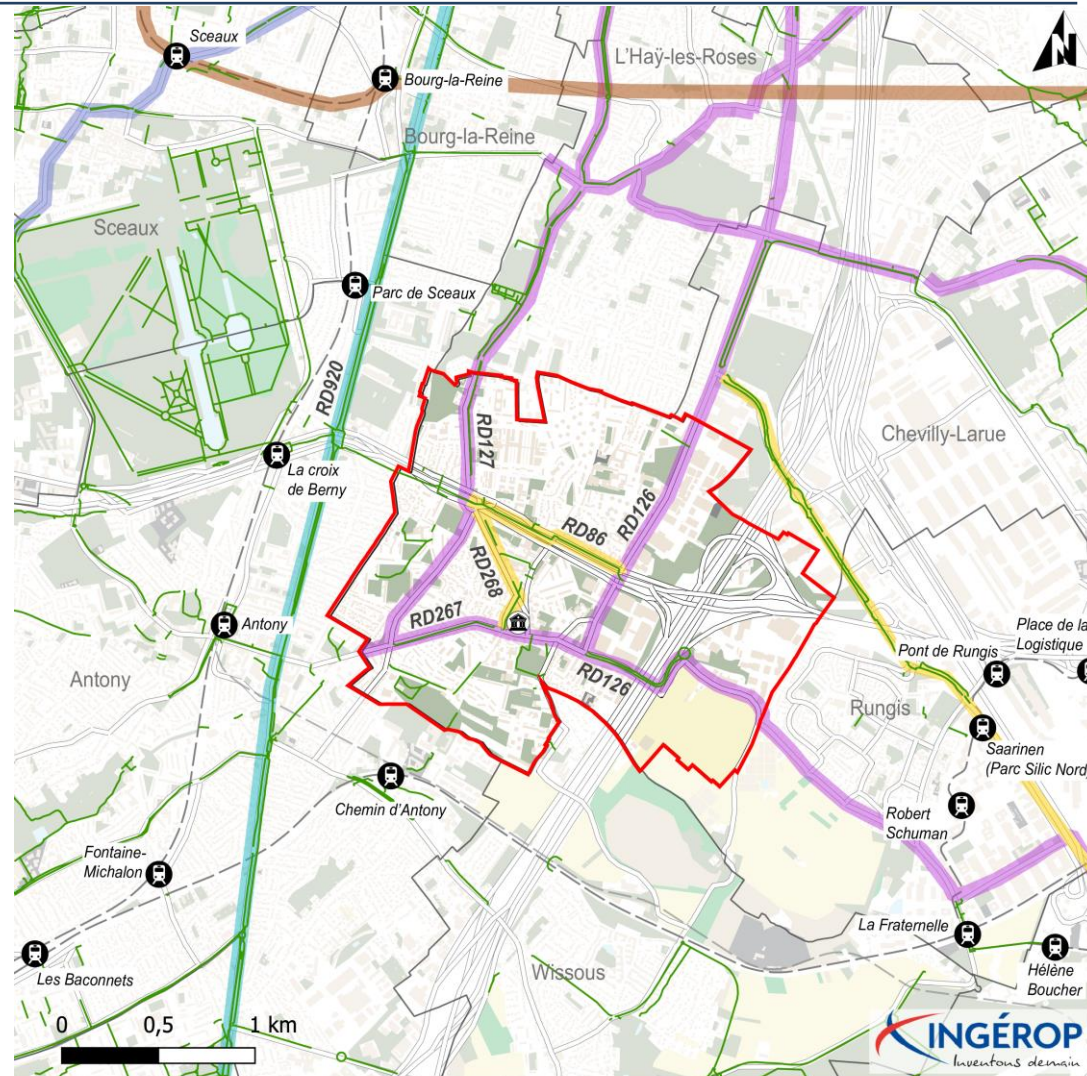 Sceaux
N
L'Haÿ-les-Roses
Bourg-la-Reine
Bourg-la-Reine
Sceaux
Parc de Sceaux
RD920
RD127
Chevilly-Larue
La croix
de Berny
RD126
RD86
RD268
RD267
Antony
Place de la
Logistique
Pont de Rungis
RD126
Antony
Rungis
Saarinen
(Parc Silic Nord)
Chemin d'Antony
Robert
Schuman
Fontaine-
Michalon
La Fraternelle
Les Baconnets
Wissous
Hélène
Boucher
0 0,5 1 km
INGÉROP
Inventons demain